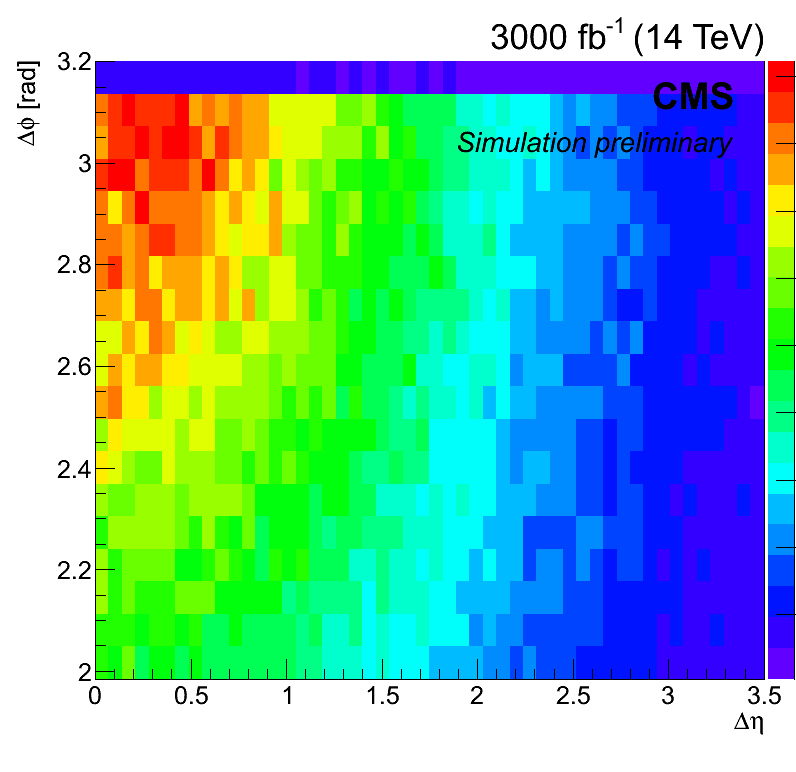 3000 fb-1 (14 TeV)
Δϕ [rad]
3.2
CMS
Simulation preliminary
3
2.8
2.6
2.4
2.2
2
0 0.5 1 1.5 2 2.5 3 3.5
Δη